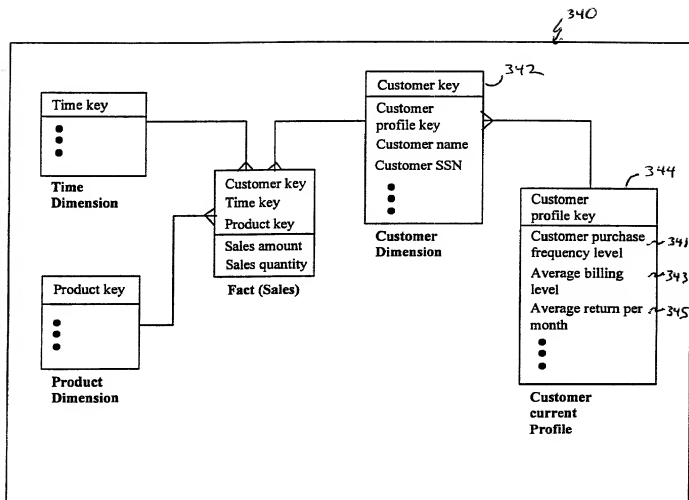 340
Time key
Time
Dimension
Product key
Product
Dimension
Customer key
Time key
Product key
Sales amount
Sales quantity
Fact (Sales)
342
Customer key
Customer
profile key
Customer name
Customer SSN
Customer
Dimension
344
Customer
profile key
Customer purchase
frequency level
341
Average billing
level
343
Average return per
month
345
Customer
current
Profile